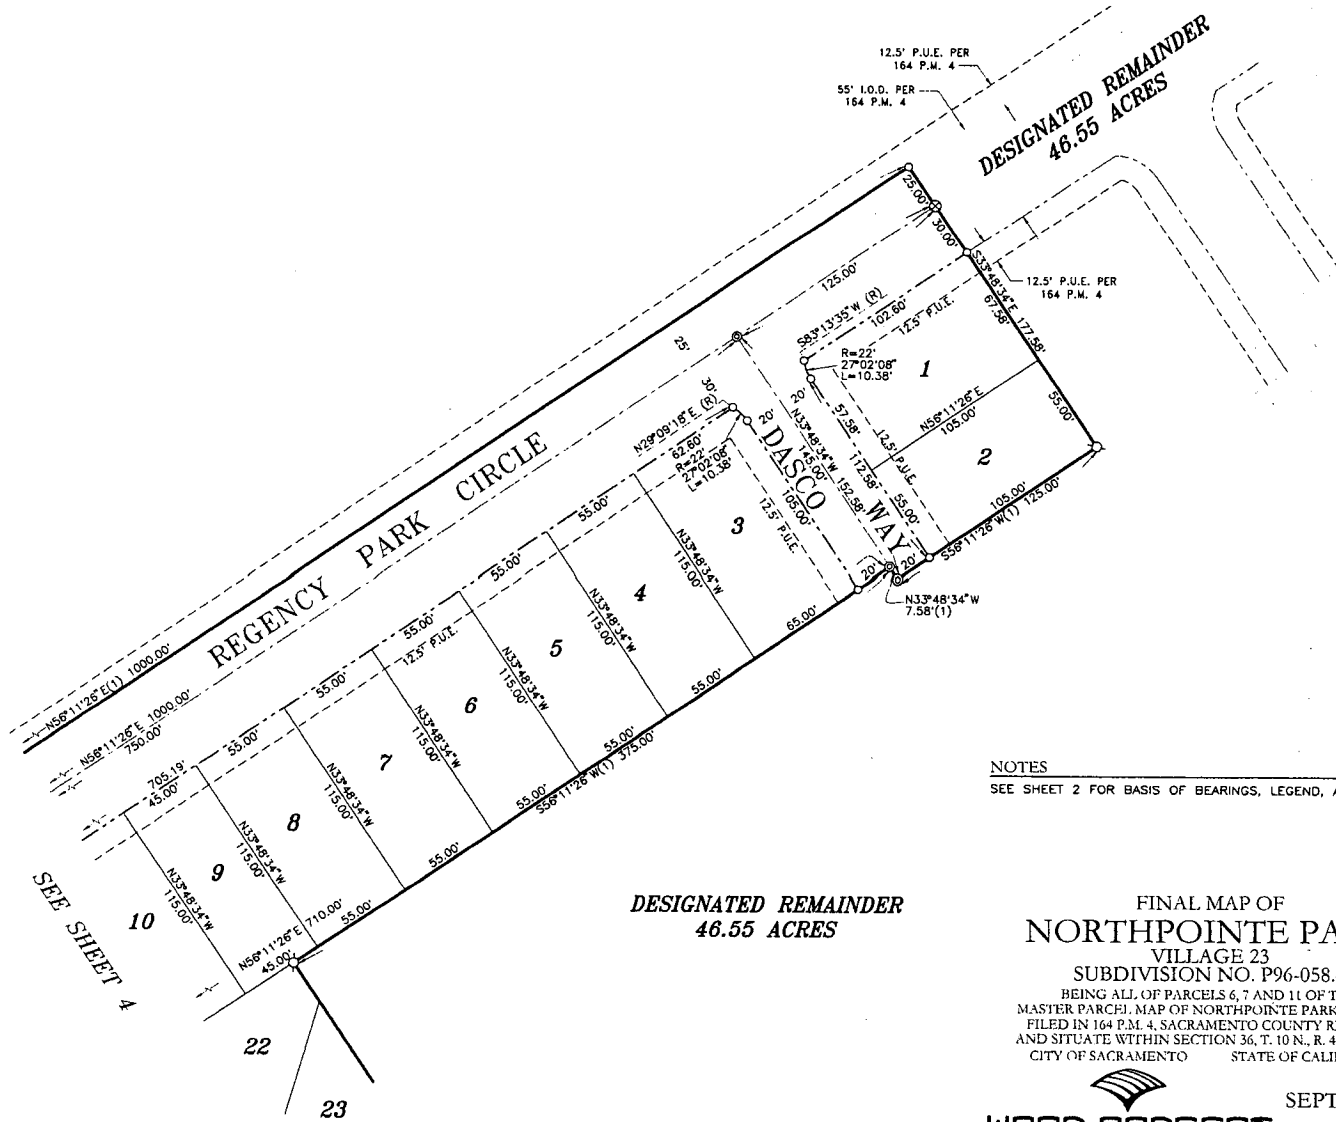 12.5' P.U.E. PER
164 P.M. 4
55' I.O.D. PER
164 P.M. 4
DESIGNATED REMAINDER
46.55 ACRES
25.00'
30.00'
125.00'
S33°48'34"E 177.58'
67.58'
12.5' P.U.E. PER
164 P.M. 4
S83°13'35"W (R)
102.60'
12.5' P.U.E.
R=22'
27°02'08"
L=10.38'
1
25'
30'
20'
20'
57.58'
N56°11'26"E
105.00'
55.00'
N29°09'18"E (R)
62.60'
R=22'
27°02'08"
L=10.38'
DASCO WAY
N33°48'34"W 152.58'
145.00'
112.58'
12.5' P.U.E.
2
105.00'
55.00'
105.00'
S56°11'26"W(1) 125.00'
12.5' P.U.E.
3
20'
20'
N33°48'34"W
7.58'(1)
REGENCY PARK CIRCLE
55.00'
N33°48'34"W
115.00'
65.00'
4
55.00'
N33°48'34"W
115.00'
55.00'
5
55.00'
12.5' P.U.E.
N33°48'34"W
115.00'
55.00'
S56°11'26"W(1) 375.00'
6
55.00'
N33°48'34"W
115.00'
55.00'
7
55.00'
N33°48'34"W
115.00'
55.00'
8
N56°11'26"E(1) 1000.00'
N56°11'26"E 1000.00'
750.00'
705.19'
45.00'
N33°48'34"W
115.00'
55.00'
9
N33°48'34"W
115.00'
10
N56°11'26"E 710.00'
45.00'
SEE SHEET 4
22
23
DESIGNATED REMAINDER
46.55 ACRES
NOTES
SEE SHEET 2 FOR BASIS OF BEARINGS, LEGEND, A
FINAL MAP OF
NORTHPOINTE PA
VILLAGE 23
SUBDIVISION NO. P96-058.
BEING ALL OF PARCELS 6, 7 AND 11 OF T
MASTER PARCEL MAP OF NORTHPOINTE PARK
FILED IN 164 P.M. 4, SACRAMENTO COUNTY R
AND SITUATE WITHIN SECTION 36, T. 10 N., R. 4
CITY OF SACRAMENTO STATE OF CALI
SEPT